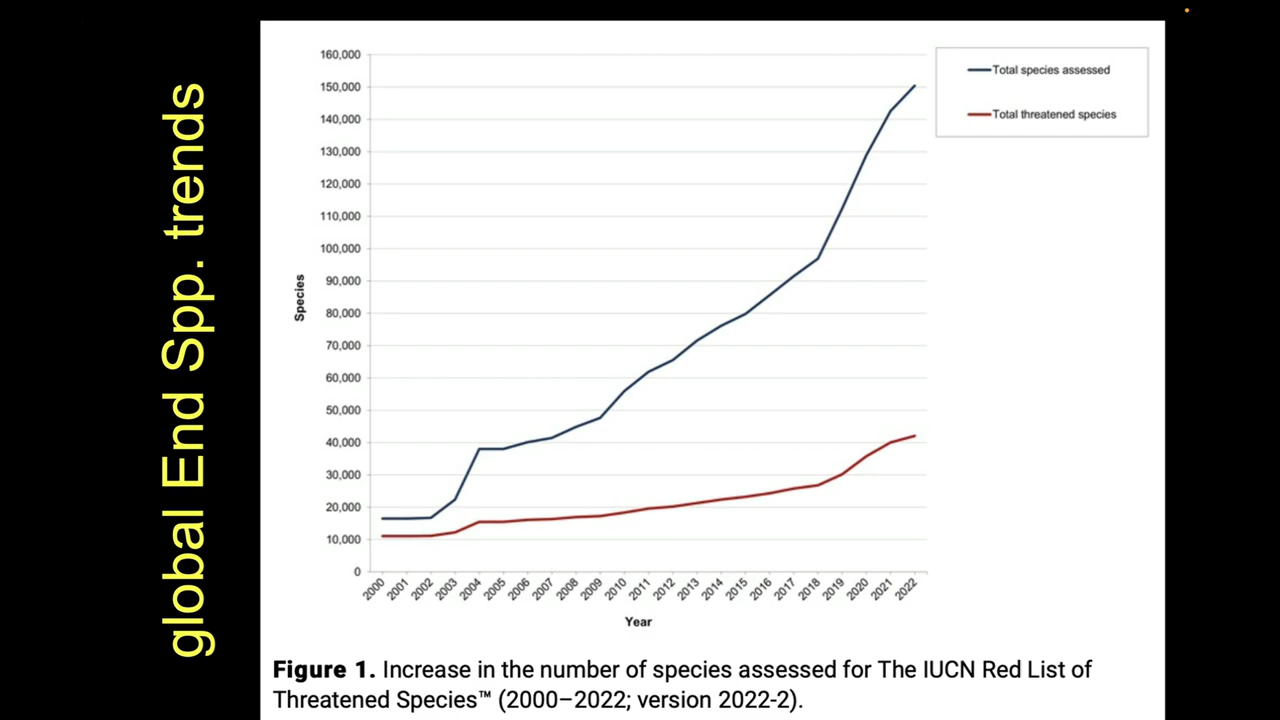 global End Spp. trends
160,000
150,000
140,000
130,000
120,000
110,000
100,000
90,000
80,000
70,000
60,000
50,000
40,000
30,000
20,000
10,000
0
Species
2000 2001 2002 2003 2004 2005 2006 2007 2008 2009 2010 2011 2012 2013 2014 2015 2016 2017 2018 2019 2020 2021 2022
Year
Total species assessed
Total threatened species
Figure 1. Increase in the number of species assessed for The IUCN Red List of
Threatened Species™ (2000–2022; version 2022-2).